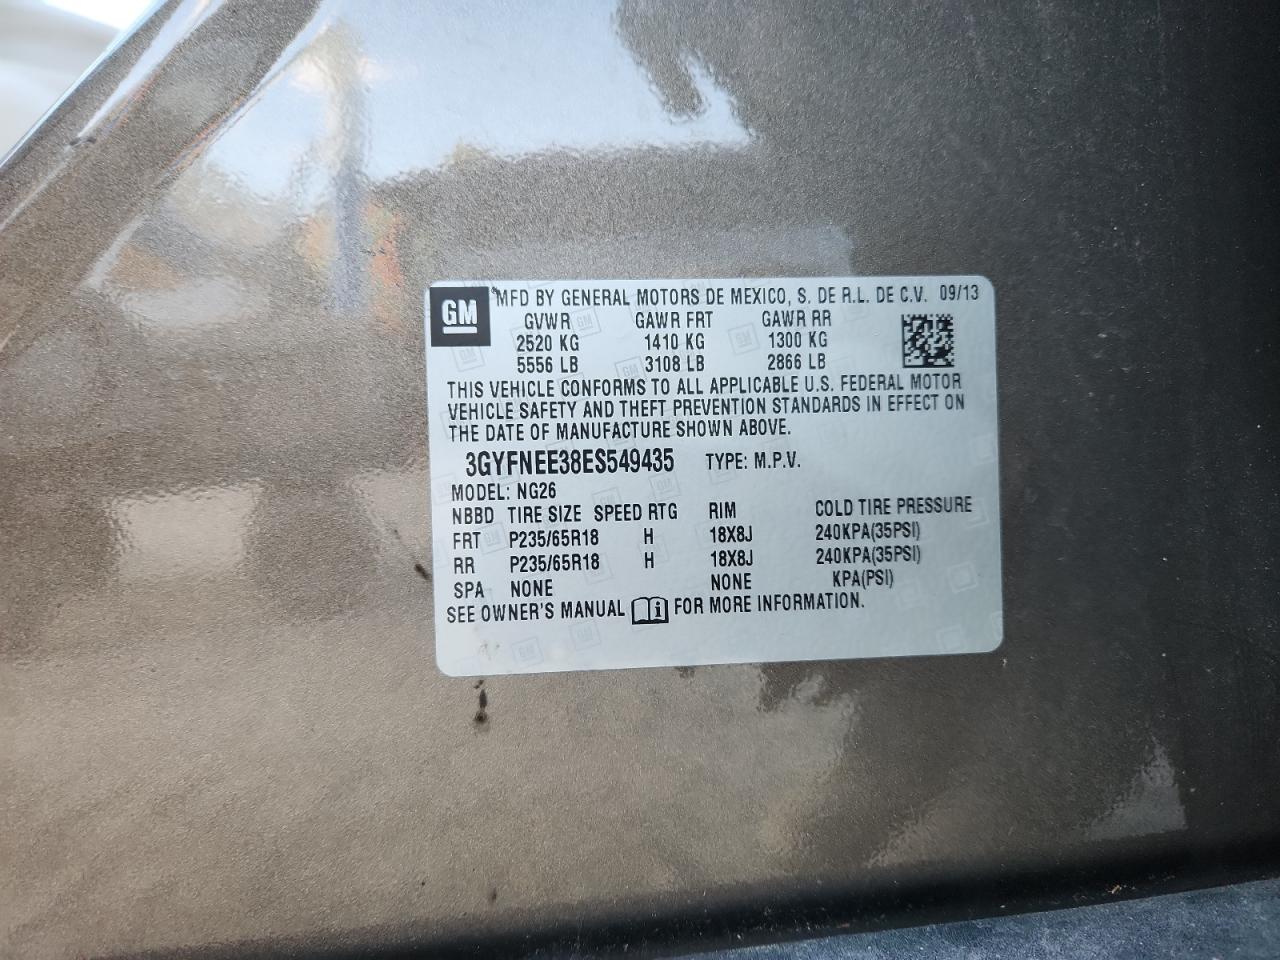 GM MFD BY GENERAL MOTORS DE MEXICO, S. DE R.L. DE C.V. 09/13
GVWR GAWR FRT GAWR RR
2520 KG 1410 KG 1300 KG
5556 LB 3108 LB 2866 LB
THIS VEHICLE CONFORMS TO ALL APPLICABLE U.S. FEDERAL MOTOR
VEHICLE SAFETY AND THEFT PREVENTION STANDARDS IN EFFECT ON
THE DATE OF MANUFACTURE SHOWN ABOVE.
3GYFNEE38ES549435 TYPE: M.P.V.
MODEL: NG26
NBBD TIRE SIZE SPEED RTG RIM COLD TIRE PRESSURE
FRT P235/65R18 H 18X8J 240KPA(35PSI)
RR P235/65R18 H 18X8J 240KPA(35PSI)
SPA NONE NONE KPA(PSI)
SEE OWNER'S MANUAL i FOR MORE INFORMATION.